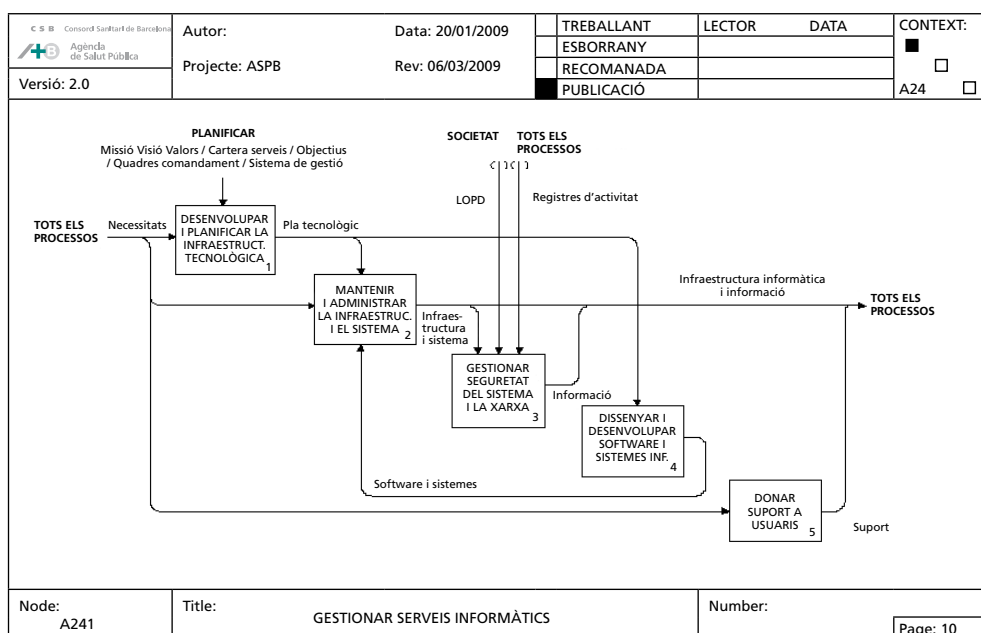 C S B Consorci Sanitari de Barcelona
Agència
de Salut Pública
Versió: 2.0
Autor:
Data: 20/01/2009
Projecte: ASPB
Rev: 06/03/2009
TREBALLANT
ESBORRANY
RECOMANADA
PUBLICACIÓ
LECTOR DATA
CONTEXT:
A24
PLANIFICAR
Missió Visió Valors / Cartera serveis / Objectius
/ Quadres comandament / Sistema de gestió
SOCIETAT
TOTS ELS
PROCESSOS
LOPD
Registres d'activitat
TOTS ELS
PROCESSOS
Necessitats
DESENVOLUPAR
I PLANIFICAR LA
INFRAESTRUCT.
TECNOLÒGICA
1
Pla tecnològic
MANTENIR
I ADMINISTRAR
LA INFRAESTRUC.
I EL SISTEMA
2
Infraes-
tructura
i sistema
Infraestructura informàtica
i informació
TOTS ELS
PROCESSOS
GESTIONAR
SEGURETAT
DEL SISTEMA
I LA XARXA
3
Informació
DISSENYAR I
DESENVOLUPAR
SOFTWARE I
SISTEMES INF.
4
Software i sistemes
DONAR
SUPORT A
USUARIS
5
Suport
Node:
A241
Title:
GESTIONAR SERVEIS INFORMÀTICS
Number:
Page: 10